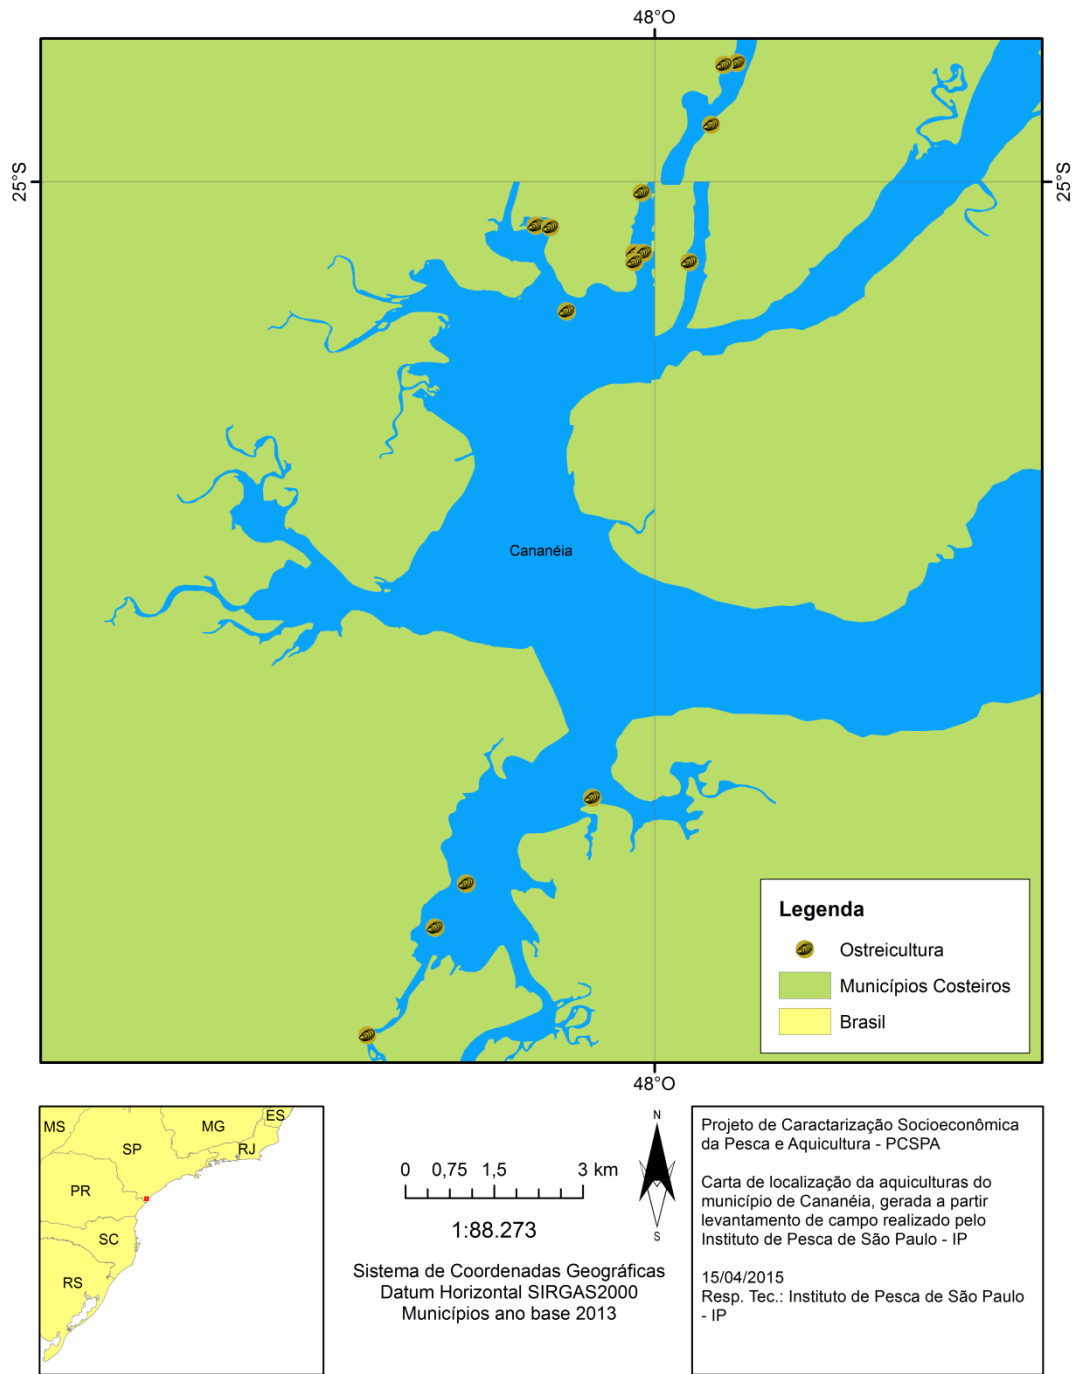 48°O
25°S
25°S
Cananéia
Legenda
Ostreicultura
Municípios Costeiros
Brasil
48°O
MS
SP
MG
ES
RJ
PR
SC
RS
0 0,75 1,5 3 km
1:88.273
Sistema de Coordenadas Geográficas
Datum Horizontal SIRGAS2000
Municípios ano base 2013
N
S
Projeto de Caractarização Socioeconômica
da Pesca e Aquicultura - PCSPA
Carta de localização da aquiculturas do
município de Cananéia, gerada a partir
levantamento de campo realizado pelo
Instituto de Pesca de São Paulo - IP
15/04/2015
Resp. Tec.: Instituto de Pesca de São Paulo
- IP